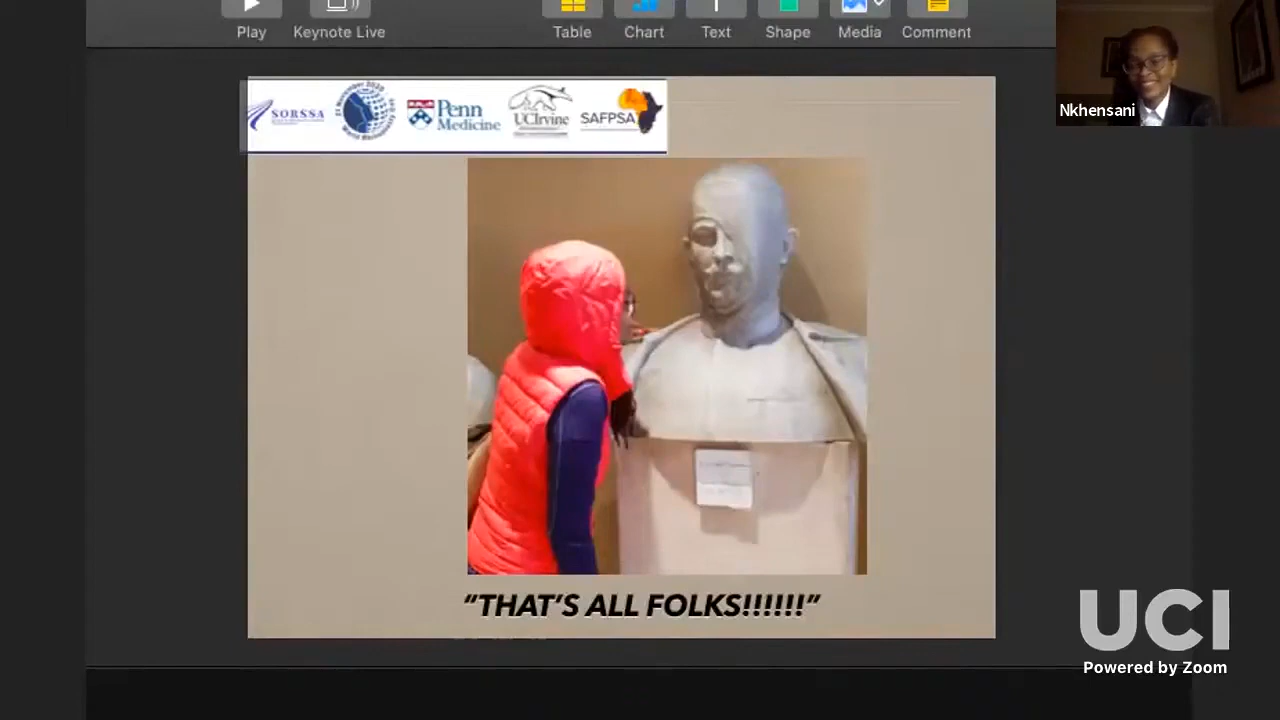 Play
Keynote Live
Table
Chart
Text
Shape
Media
Comment
Nkhensani
SORSSA
Penn
Medicine
UCIrvine
SAFPSA
"THAT'S ALL FOLKS!!!!!!"
UCI
Powered by Zoom